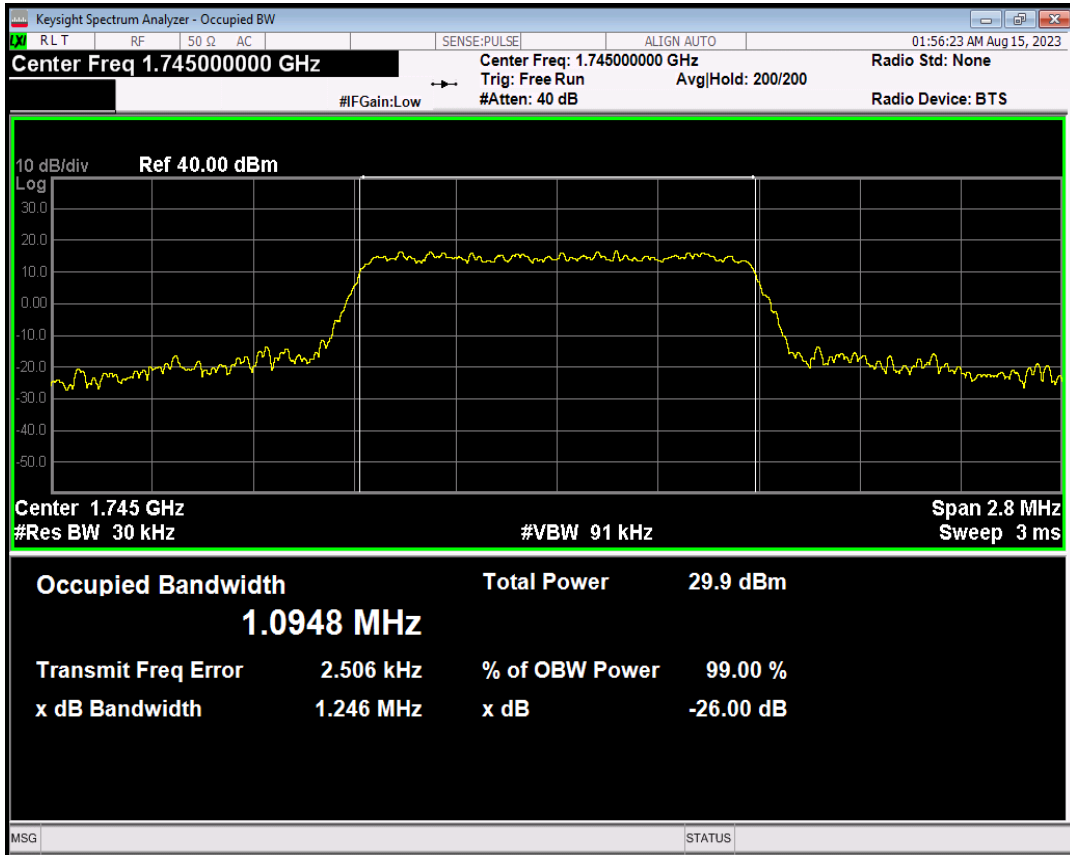 Keysight Spectrum Analyzer - Occupied BW
LXI RLT RF 50 Ω AC SENSE:PULSE ALIGN AUTO 01:56:23 AM Aug 15, 2023
Center Freq 1.745000000 GHz
Center Freq: 1.745000000 GHz
Radio Std: None
Trig: Free Run Avg|Hold: 200/200
#IFGain:Low
#Atten: 40 dB
Radio Device: BTS
10 dB/div Ref 40.00 dBm
Log
30.0
20.0
10.0
0.00
-10.0
-20.0
-30.0
-40.0
-50.0
Center 1.745 GHz Span 2.8 MHz
#Res BW 30 kHz #VBW 91 kHz Sweep 3 ms
Occupied Bandwidth Total Power 29.9 dBm
1.0948 MHz
Transmit Freq Error 2.506 kHz % of OBW Power 99.00 %
x dB Bandwidth 1.246 MHz x dB -26.00 dB
MSG STATUS